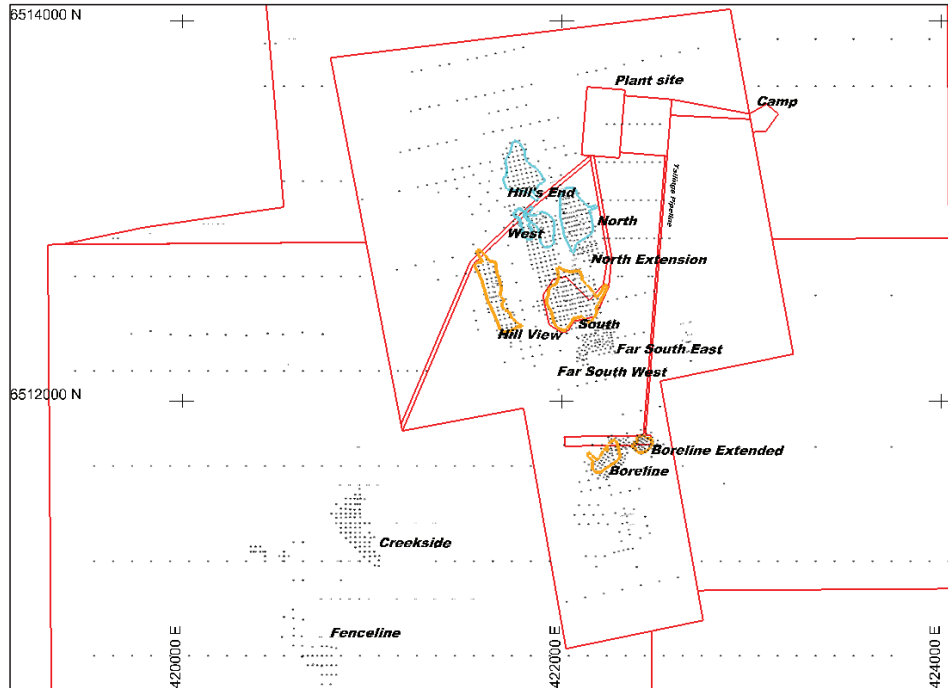 6514000 N
Plant site
Camp
Tailings Pipeline
Hill's End
North
West
North Extension
South
Hill View
Far South East
Far South West
6512000 N
Boreline Extended
Boreline
Creekside
Fenceline
420000 E
422000 E
424000 E